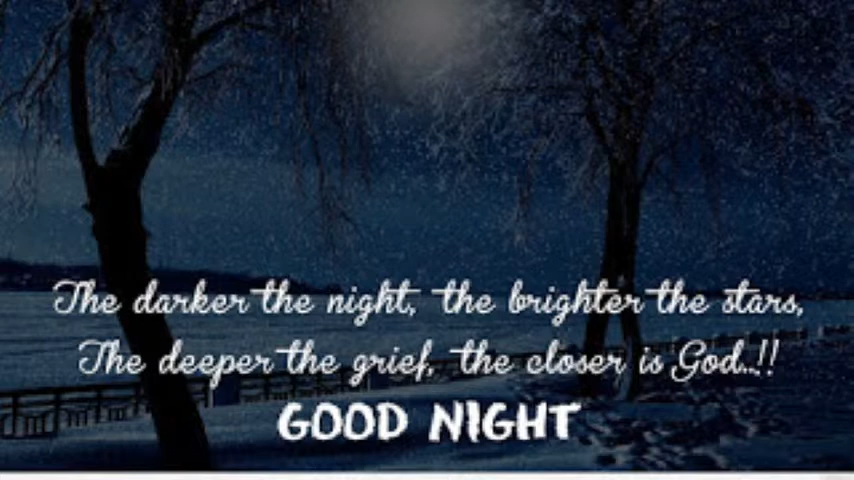 The darker the night, the brighter the stars,
The deeper the grief, the closer is God..!!
GOOD NIGHT